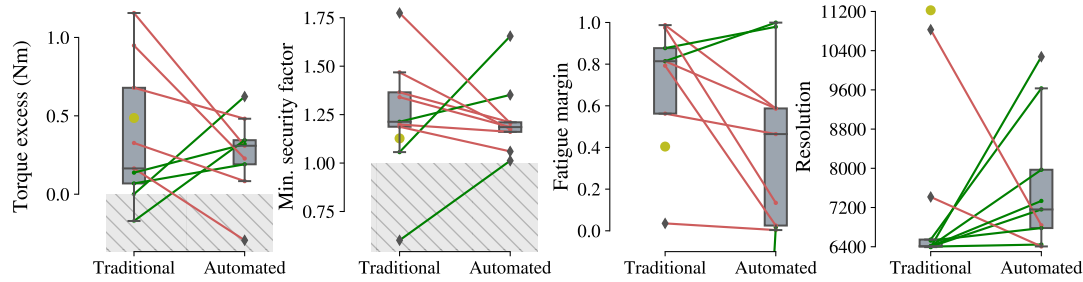 Torque excess (Nm)
1.0
0.5
0.0
Traditional Automated
Min. security factor
1.75
1.50
1.25
1.00
0.75
Traditional Automated
Fatigue margin
1.0
0.8
0.6
0.4
0.2
0.0
Traditional Automated
Resolution
11200
10400
9600
8800
8000
7200
6400
Traditional Automated